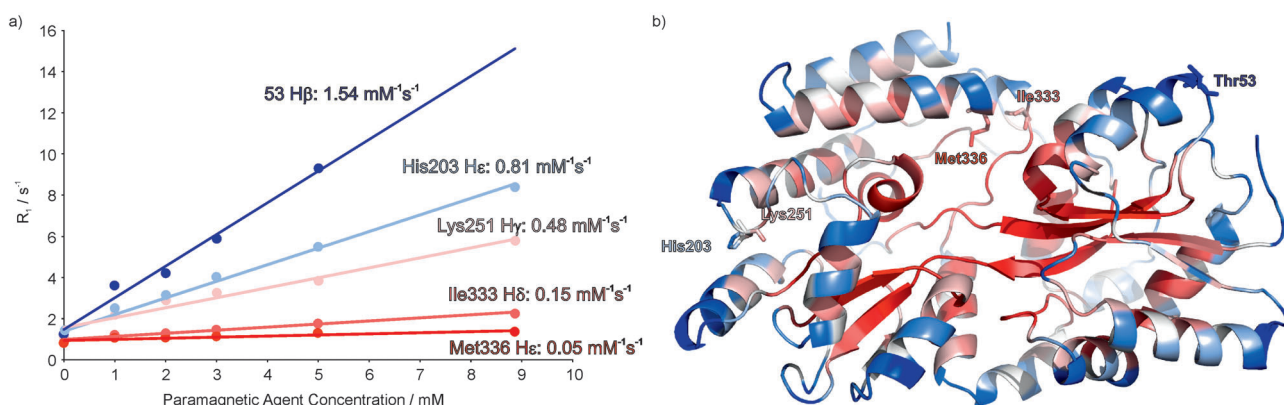 a)
b)
R₁ / s⁻¹
16
14
12
10
8
6
4
2
0
0 1 2 3 4 5 6 7 8 9 10
Paramagnetic Agent Concentration / mM
53 Hβ: 1.54 mM⁻¹s⁻¹
His203 Hε: 0.81 mM⁻¹s⁻¹
Lys251 Hγ: 0.48 mM⁻¹s⁻¹
Ile333 Hδ: 0.15 mM⁻¹s⁻¹
Met336 Hε: 0.05 mM⁻¹s⁻¹
Ile333
Thr53
Met336
Lys251
His203